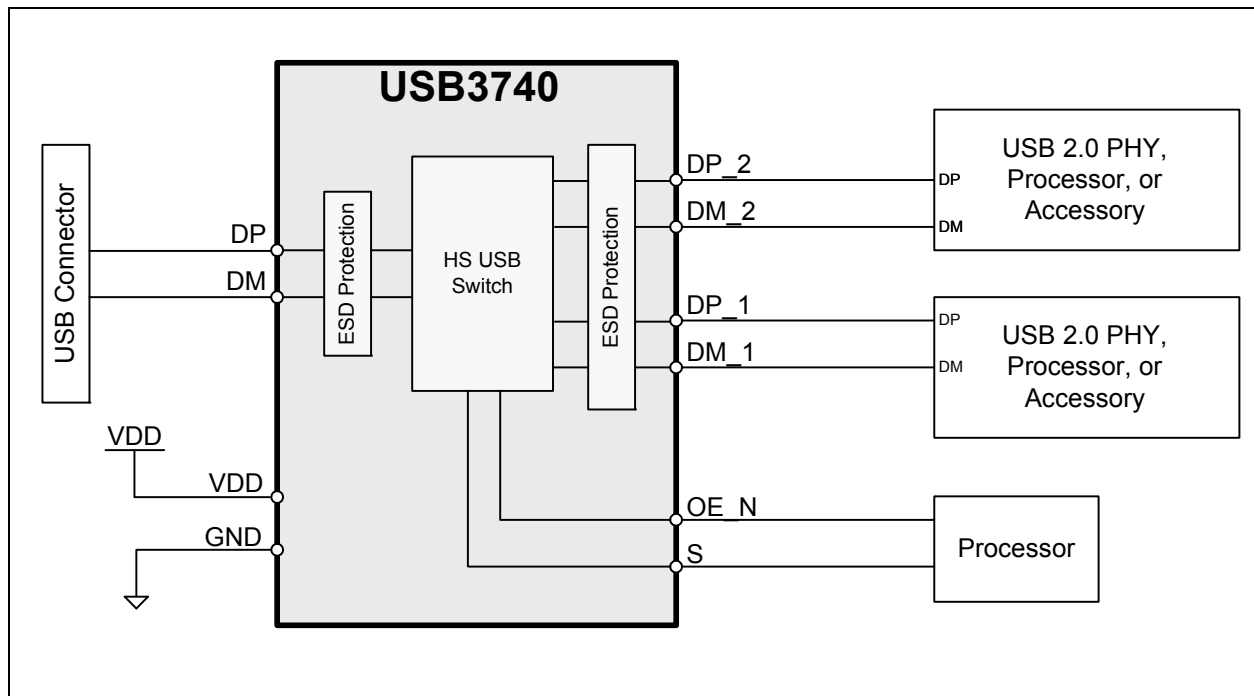 USB3740
USB Connector
DP
DM
ESD Protection
HS USB
Switch
ESD Protection
DP_2
DM_2
DP_1
DM_1
DP
DM
USB 2.0 PHY,
Processor, or
Accessory
DP
DM
USB 2.0 PHY,
Processor, or
Accessory
VDD
VDD
GND
OE_N
S
Processor